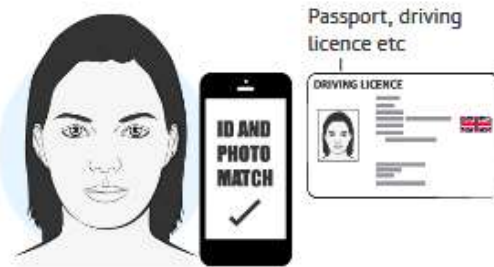 Passport, driving
licence etc
DRIVING LICENCE
ID AND
PHOTO
MATCH